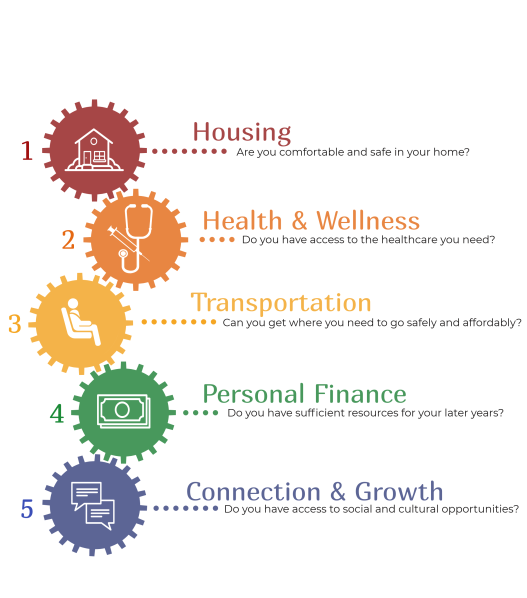 1
Housing
Are you comfortable and safe in your home?
2
Health & Wellness
Do you have access to the healthcare you need?
3
Transportation
Can you get where you need to go safely and affordably?
4
Personal Finance
Do you have sufficient resources for your later years?
5
Connection & Growth
Do you have access to social and cultural opportunities?